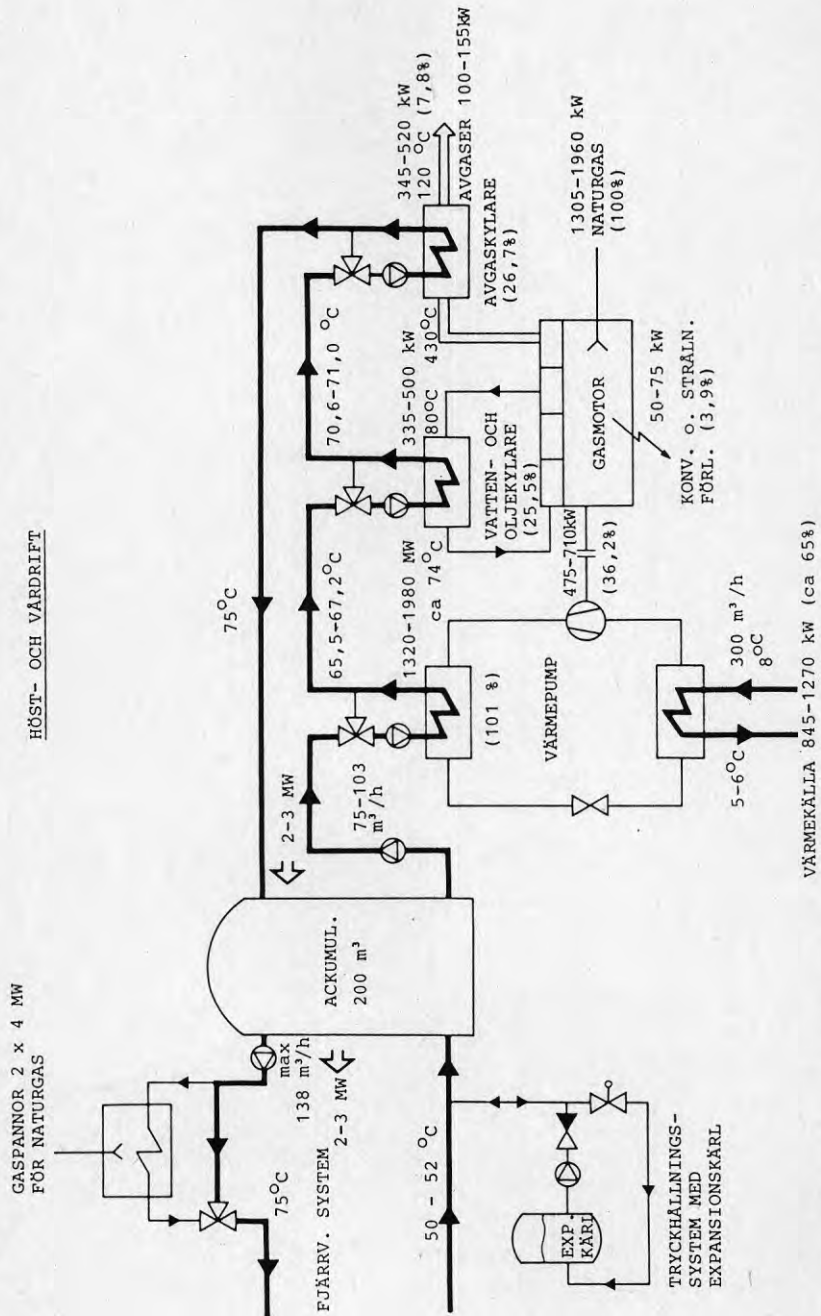 HÖST- OCH VÅRDRIFT
GASPANNOR 2 x 4 MW
FÖR NATURGAS
75°C
FJÄRRV. SYSTEM
2-3 MW
max
138 m³/h
50 - 52 °C
EXP.
KÄRL
TRYCKHÅLLNINGS-
SYSTEM MED
EXPANSIONSKÄRL
ACKUMUL.
200 m³
2-3 MW
75°C
75-103
m³/h
65,5-67,2°C
1320-1980 MW
(101 %)
VÄRMEPUMP
5-6°C
300 m³/h
8°C
VÄRMEKÄLLA 845-1270 kW (ca 65%)
70,6-71,0 °C
335-500 kW
80°C
ca 74°C
VATTEN- OCH
OLJEKYLARE
(25,5%)
475-710kW
(36,2%)
GASMOTOR
50-75 kW
KONV. O. STRÅLN.
FÖRL. (3,9%)
1305-1960 kW
NATURGAS
(100%)
430°C
AVGASKYLARE
(26,7%)
345-520 kW
120 °C (7,8%)
AVGASER 100-155kW